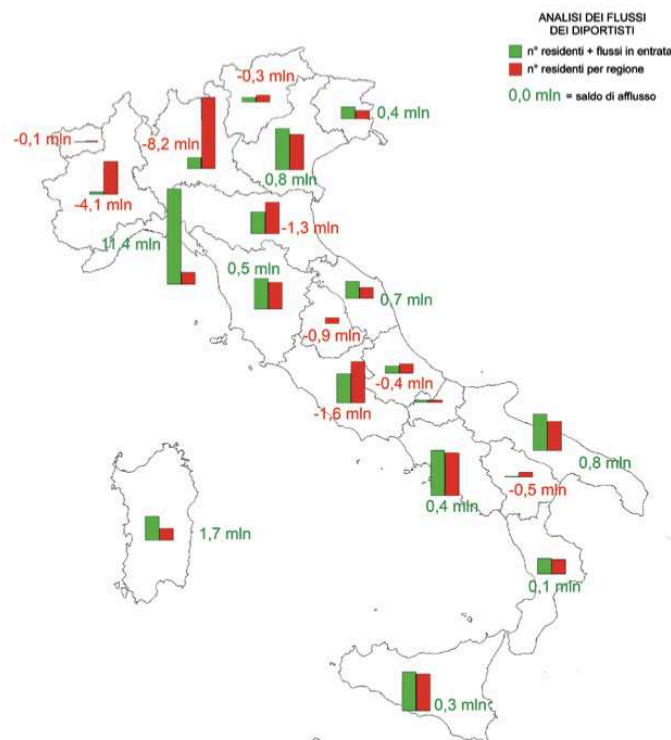 ANALISI DEI FLUSSI
DEI DIPORTISTI
n° residenti + flussi in entrata
n° residenti per regione
0,0 mln = saldo di afflusso
-0,3 mln
0,4 mln
-0,1 mln
-8,2 mln
0,8 mln
-4,1 mln
11,4 mln
-1,3 mln
0,5 mln
0,7 mln
-0,9 mln
-0,4 mln
-1,6 mln
0,8 mln
0,4 mln
-0,5 mln
1,7 mln
0,1 mln
0,3 mln